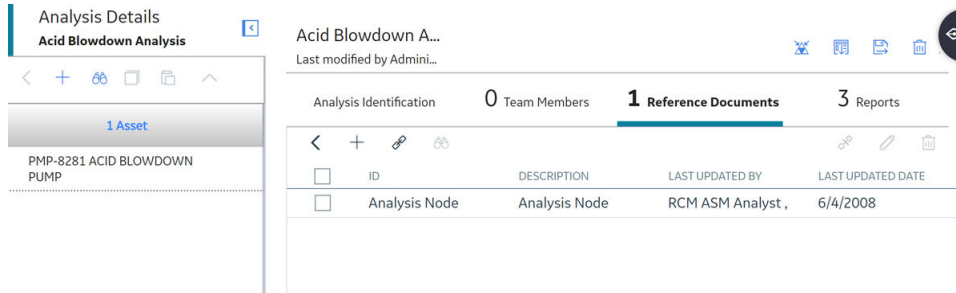 Analysis Details
Acid Blowdown Analysis
1 Asset
PMP-8281 ACID BLOWDOWN
PUMP
Acid Blowdown A...
Last modified by Admini...
Analysis Identification 0 Team Members 1 Reference Documents 3 Reports
ID DESCRIPTION LAST UPDATED BY LAST UPDATED DATE
Analysis Node Analysis Node RCM ASM Analyst , 6/4/2008